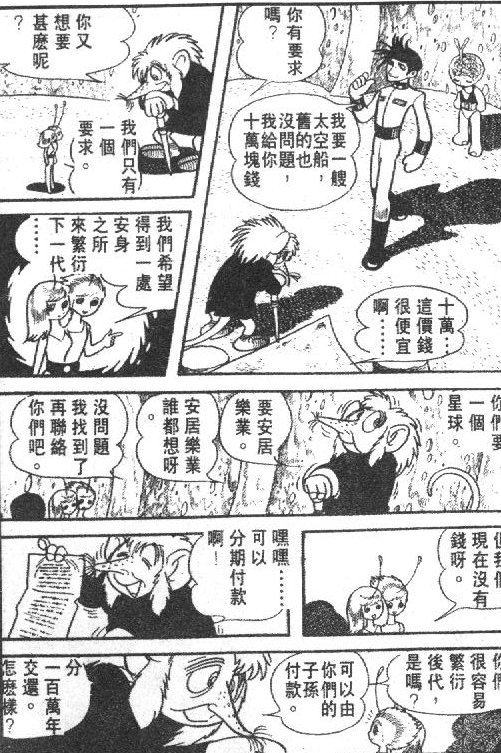 你有要求
嗎?
我要一艘
太空船,
舊的也
沒問題,
我給你
十萬塊錢
十萬…
這價錢
很便宜
啊……
你又
想要
甚麽呢
?
我們只有
一個
要求。
我們希望
得到一處
安身
之所
來繁衍
下一代
……
你們要
一個
星球。
要安居
樂業。
安居樂業
誰都想呀
。
沒問題
我找到了
再聯絡
你們吧。
但我們
現在沒有
錢呀。
嘿嘿……
可以
分期付款
啊!
你們
很容易
繁衍
後代,
是嗎?
可以由
你們的
子孫
付款。
分
一百萬年
交還。
怎麽樣?